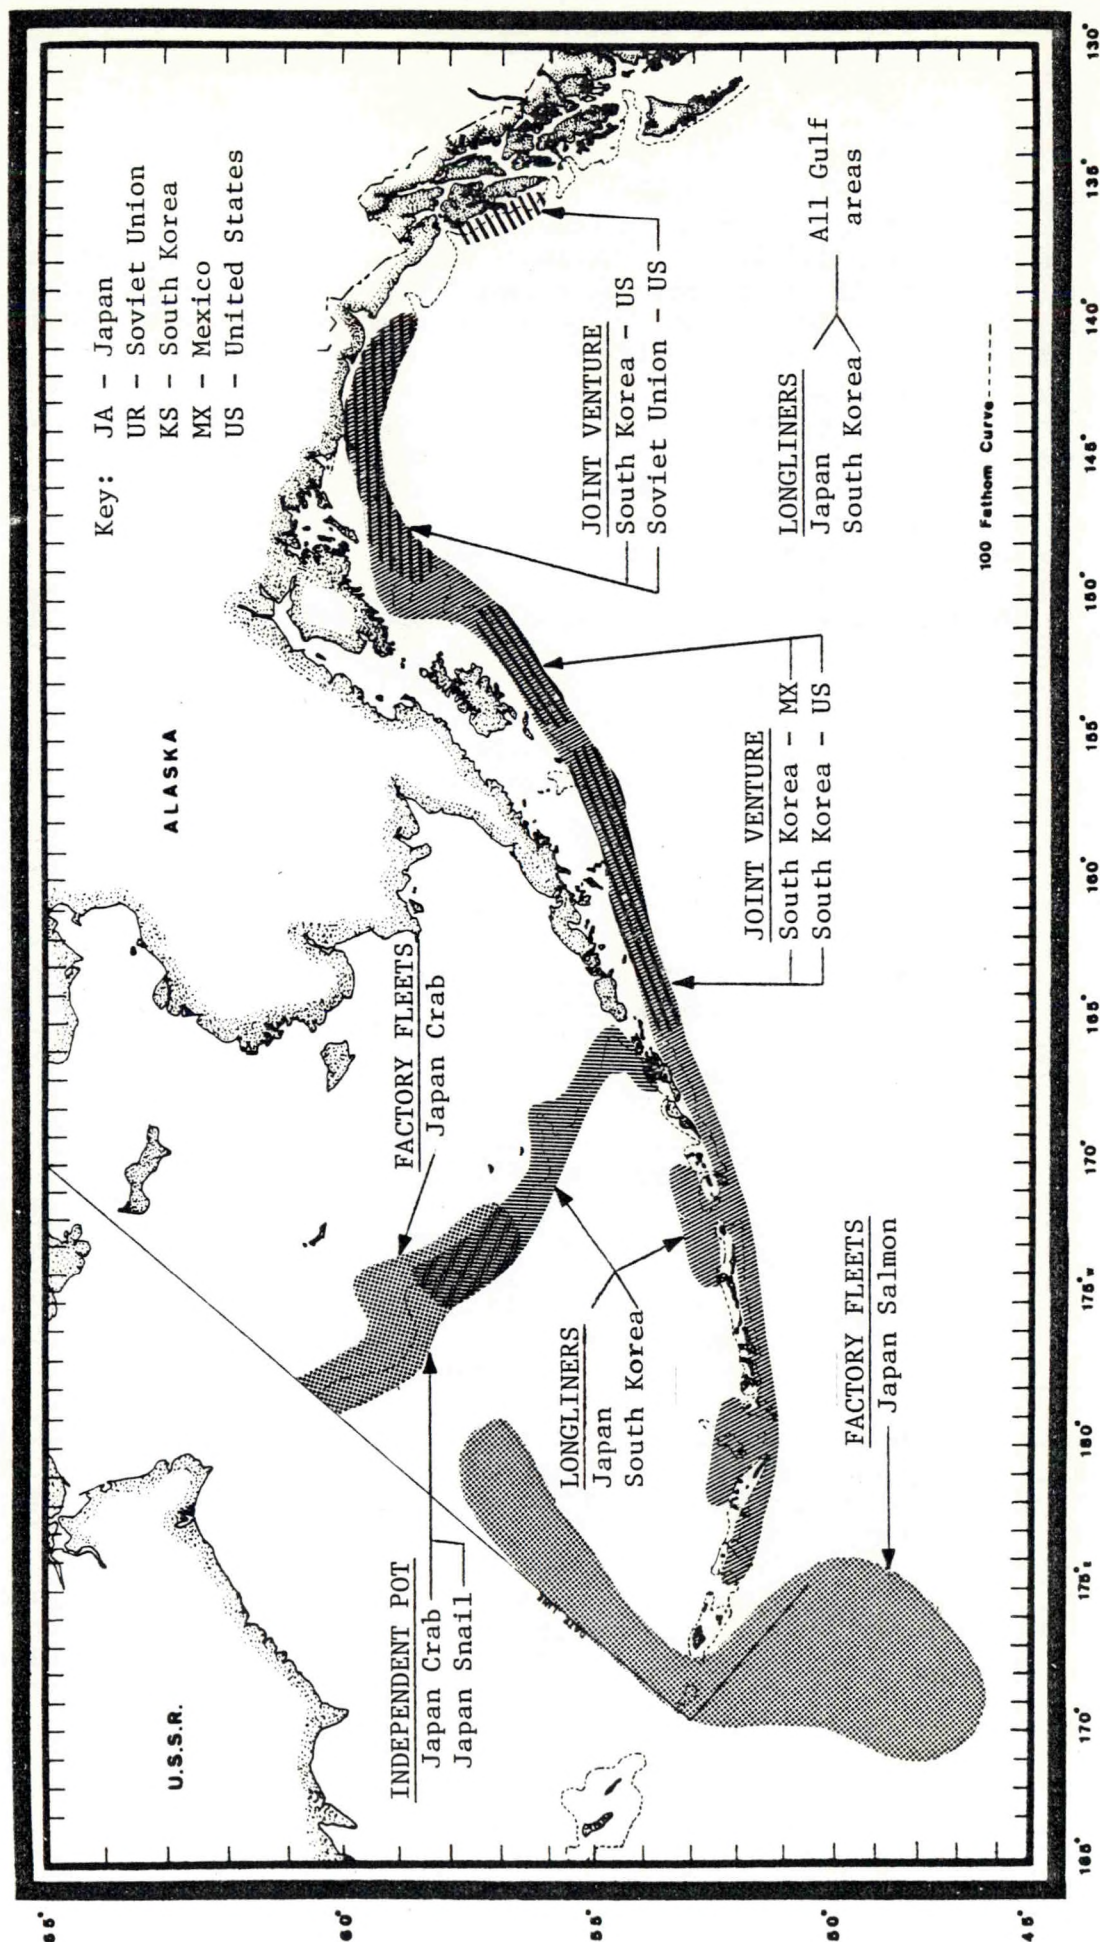 Key: JA - Japan
UR - Soviet Union
KS - South Korea
MX - Mexico
US - United States
ALASKA
U.S.S.R.
FACTORY FLEETS
Japan Crab
INDEPENDENT POT
Japan Crab
Japan Snail
LONGLINERS
Japan
South Korea
JOINT VENTURE
South Korea - US
Soviet Union - US
LONGLINERS
Japan
South Korea
All Gulf
areas
JOINT VENTURE
South Korea - MX
South Korea - US
FACTORY FLEETS
Japan Salmon
DATE LINE
100 Fathom Curve------
65°
60°
55°
50°
45°
165°
170°
175°E
180°
175°W
170°
165°
160°
155°
150°
145°
140°
135°
130°